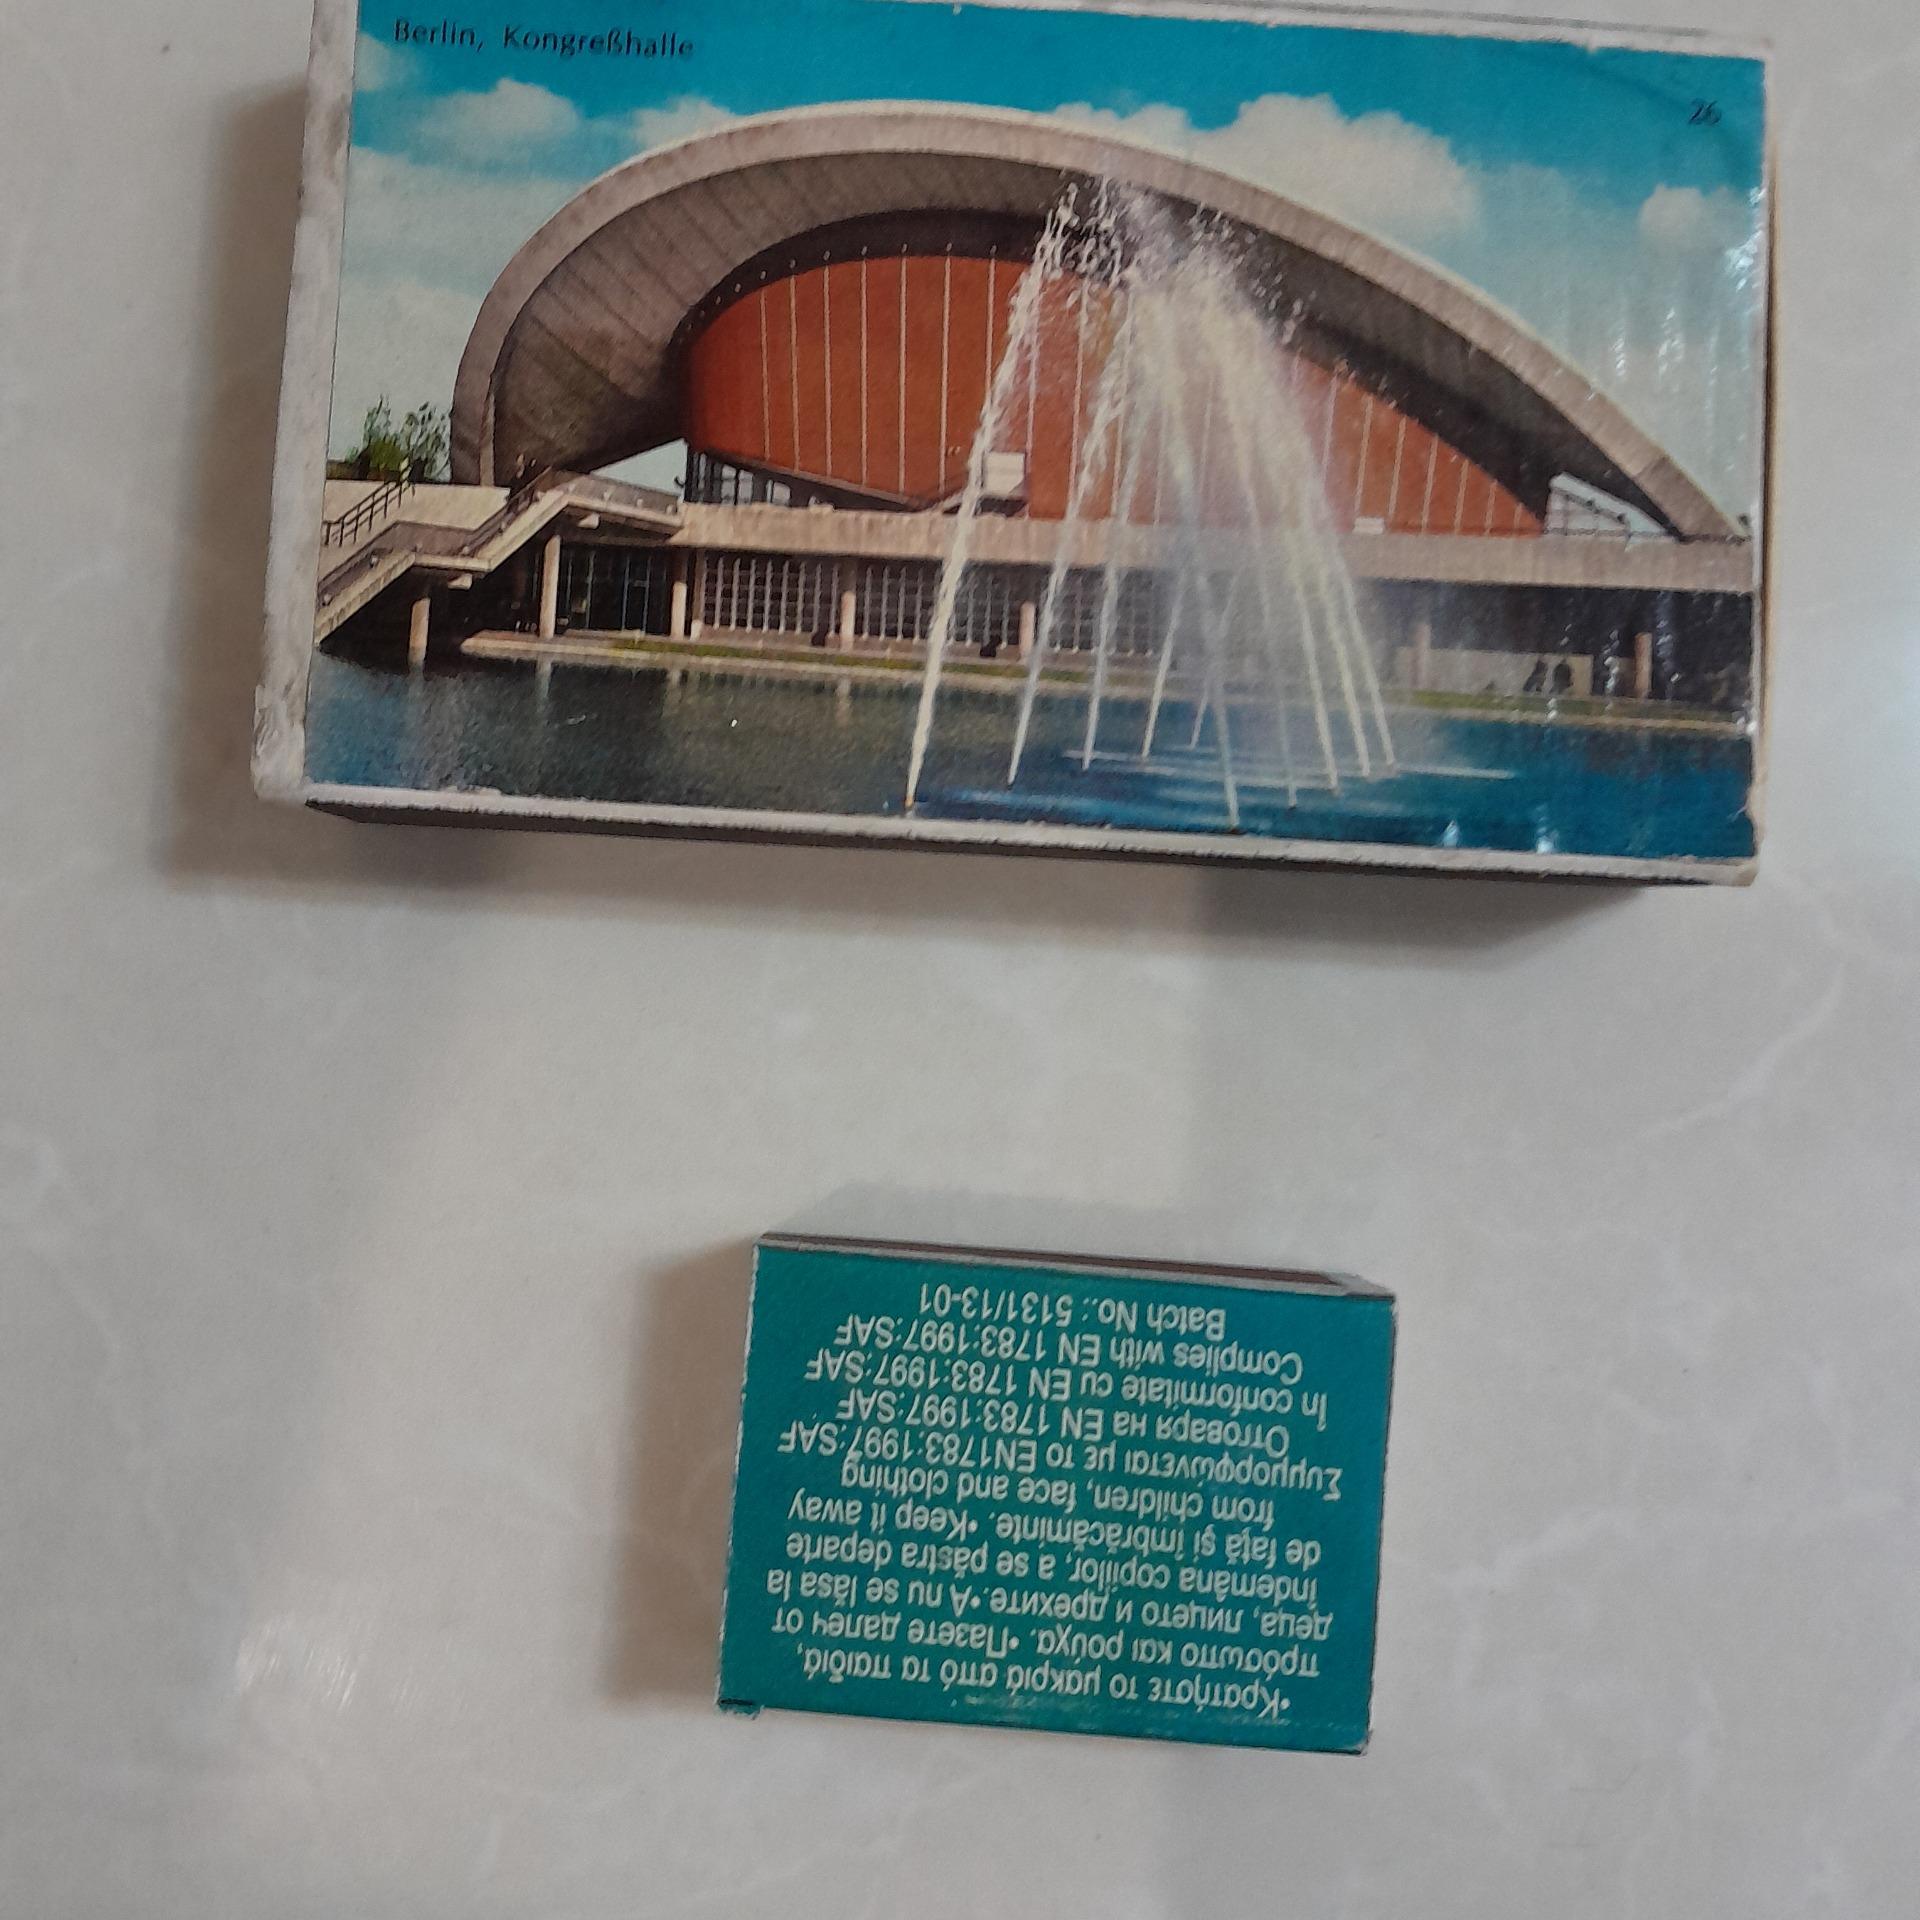 Berlin, Kongreßhalle
26
•Κρατήστε το μακριά από τα παιδιά,
πρόσωπο και ρούχα. •Пазете далеч от
деца, лицето и дрехите.•A nu se lăsa la
îndemâna copiilor, a se păstra departe
de faţă şi îmbrăcăminte. •Keep it away
from children, face and clothing
Συμμορφώνεται με το EN1783:1997:SAF
Отговаря на EN 1783:1997:SAF
În conformitate cu EN 1783:1997:SAF
Complies with EN 1783:1997:SAF
Batch No.: 5131/13-01